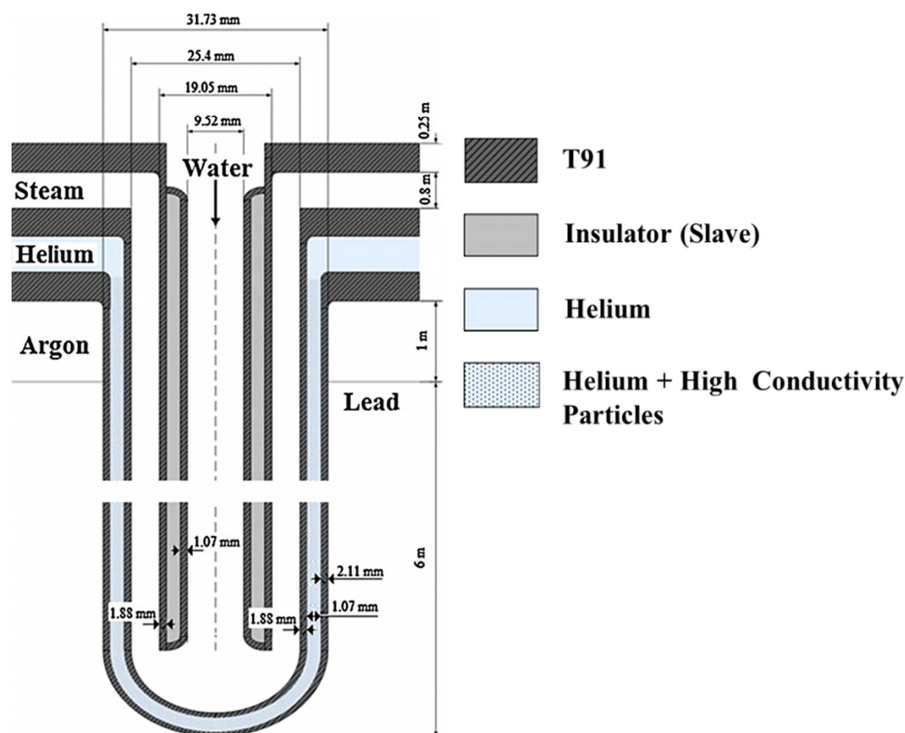 31.73 mm
25.4 mm
19.05 mm
9.52 mm
0.25 m
Water
T91
Steam
0.8 m
Insulator (Slave)
Helium
Helium
Argon
1 m
Helium + High Conductivity
Particles
Lead
1.07 mm
6 m
2.11 mm
1.88 mm
1.88 mm
1.07 mm